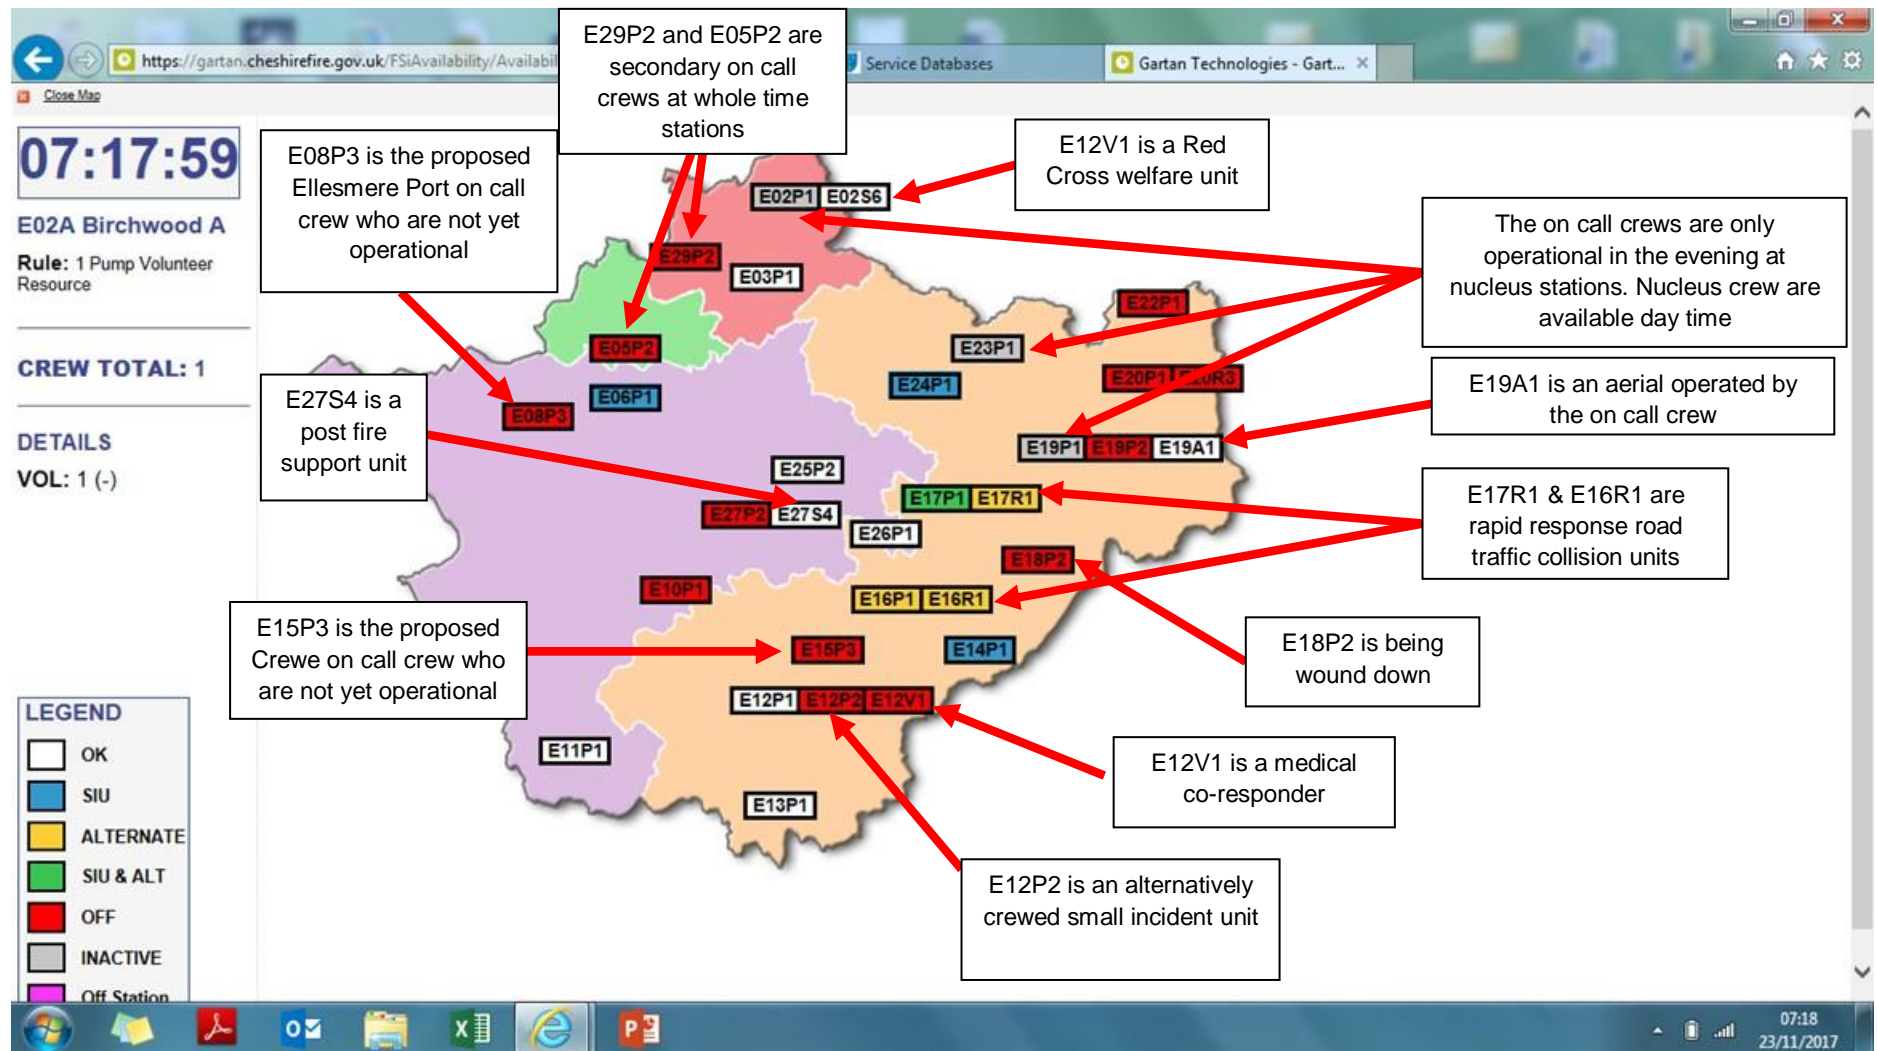 https://gartan.cheshirefire.gov.uk/FSiAvailability/Availabil
Service Databases
Gartan Technologies - Gart...
Close Map
07:17:59
E02A Birchwood A
Rule: 1 Pump Volunteer
Resource
CREW TOTAL: 1
DETAILS
VOL: 1 (-)
LEGEND
OK
SIU
ALTERNATE
SIU & ALT
OFF
INACTIVE
Off Station
E29P2 and E05P2 are
secondary on call
crews at whole time
stations
E08P3 is the proposed
Ellesmere Port on call
crew who are not yet
operational
E12V1 is a Red
Cross welfare unit
The on call crews are only
operational in the evening at
nucleus stations. Nucleus crew are
available day time
E19A1 is an aerial operated by
the on call crew
E27S4 is a
post fire
support unit
E17R1 & E16R1 are
rapid response road
traffic collision units
E15P3 is the proposed
Crewe on call crew who
are not yet operational
E18P2 is being
wound down
E12V1 is a medical
co-responder
E12P2 is an alternatively
crewed small incident unit
E02P1 E02S6
E29P2
E03P1
E22P1
E05P2
E23P1
E24P1
E20P1 E20R3
E06P1
E08P3
E19P1 E19P2 E19A1
E25P2
E17P1 E17R1
E27P2 E27S4
E26P1
E18P2
E10P1
E16P1 E16R1
E15P3
E14P1
E12P1 E12P2 E12V1
E11P1
E13P1
07:18
23/11/2017